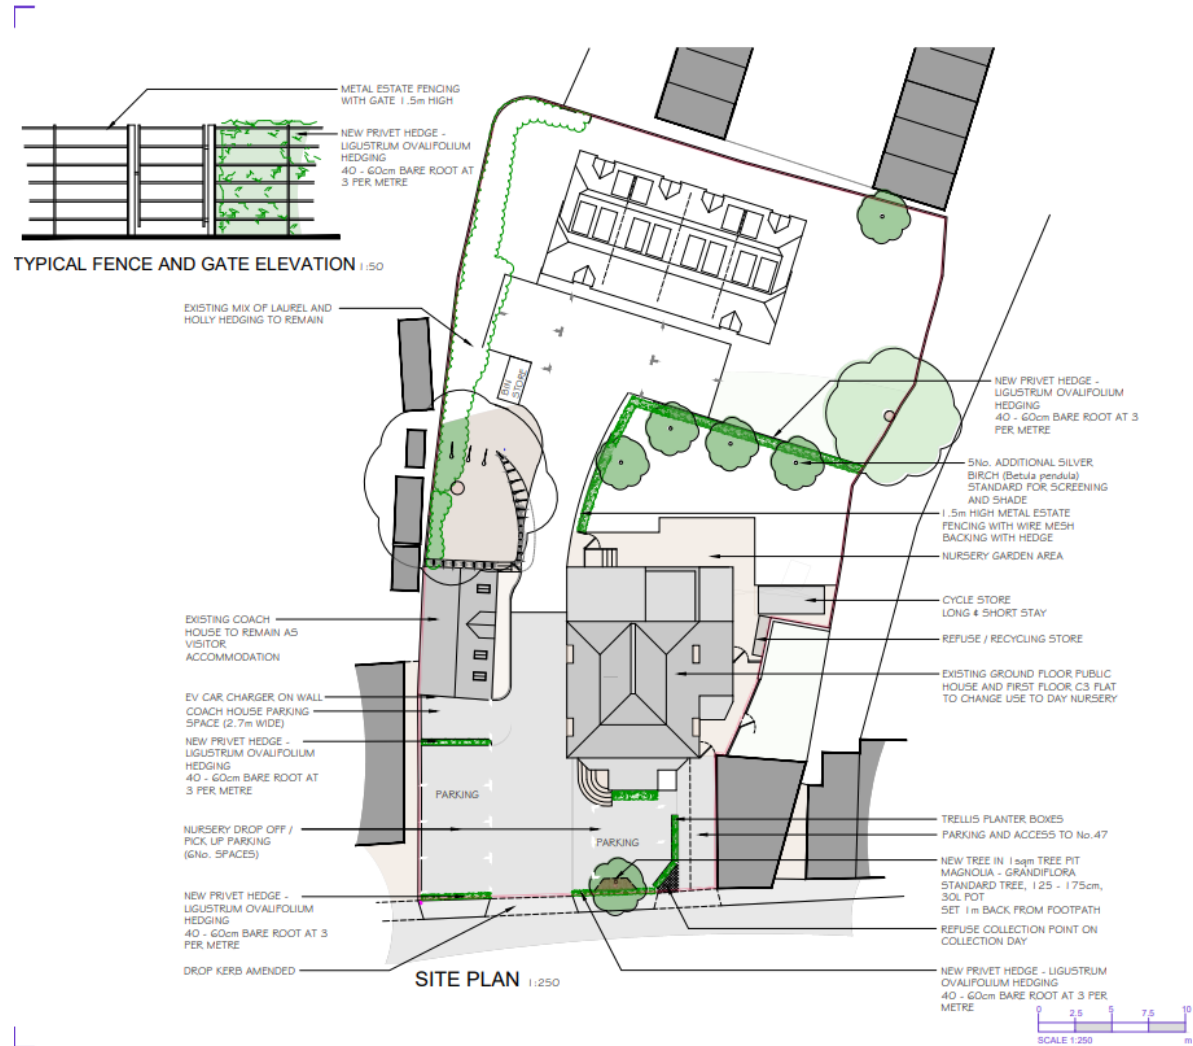 METAL ESTATE FENCING
WITH GATE 1.5m HIGH
NEW PRIVET HEDGE -
LIGUSTRUM OVALIFOLIUM
HEDGING
40 - 60cm BARE ROOT AT
3 PER METRE
TYPICAL FENCE AND GATE ELEVATION 1:50
EXISTING MIX OF LAUREL AND
HOLLY HEDGING TO REMAIN
BIN
STORE
NEW PRIVET HEDGE -
LIGUSTRUM OVALIFOLIUM
HEDGING
40 - 60cm BARE ROOT AT 3
PER METRE
5No. ADDITIONAL SILVER
BIRCH (Betula pendula)
STANDARD FOR SCREENING
AND SHADE
1.5m HIGH METAL ESTATE
FENCING WITH WIRE MESH
BACKING WITH HEDGE
NURSERY GARDEN AREA
CYCLE STORE
LONG & SHORT STAY
REFUSE / RECYCLING STORE
EXISTING GROUND FLOOR PUBLIC
HOUSE AND FIRST FLOOR C3 FLAT
TO CHANGE USE TO DAY NURSERY
EXISTING COACH
HOUSE TO REMAIN AS
VISITOR
ACCOMMODATION
EV CAR CHARGER ON WALL
COACH HOUSE PARKING
SPACE (2.7m WIDE)
NEW PRIVET HEDGE -
LIGUSTRUM OVALIFOLIUM
HEDGING
40 - 60cm BARE ROOT AT
3 PER METRE
PARKING
NURSERY DROP OFF /
PICK UP PARKING
(6No. SPACES)
PARKING
TRELLIS PLANTER BOXES
PARKING AND ACCESS TO No.47
NEW TREE IN 1sqm TREE PIT
MAGNOLIA - GRANDIFLORA
STANDARD TREE, 125 - 175cm,
30L POT
SET 1m BACK FROM FOOTPATH
REFUSE COLLECTION POINT ON
COLLECTION DAY
NEW PRIVET HEDGE -
LIGUSTRUM OVALIFOLIUM
HEDGING
40 - 60cm BARE ROOT AT 3
PER METRE
DROP KERB AMENDED
SITE PLAN 1:250
NEW PRIVET HEDGE - LIGUSTRUM
OVALIFOLIUM HEDGING
40 - 60cm BARE ROOT AT 3 PER
METRE
0 2.5 5 7.5 10
SCALE 1:250 m